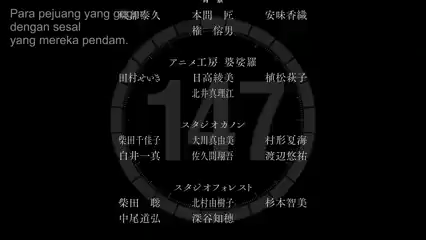 Para pejuang yang gugur
dengan sesal
yang mereka pendam.
本間 匠 安味香織
権 瑢男
アニメ工房 婆娑羅
田村せいき 日高綾美 植松萩子
北井真理江
147
スタジオカノン
柴田千佳子 大川真由美 村形夏海
白井一真 佐久間翔吾 渡辺悠祐
スタジオフォレスト
柴田 聡 北村由樹子 杉本智美
中尾道弘 深谷知穂